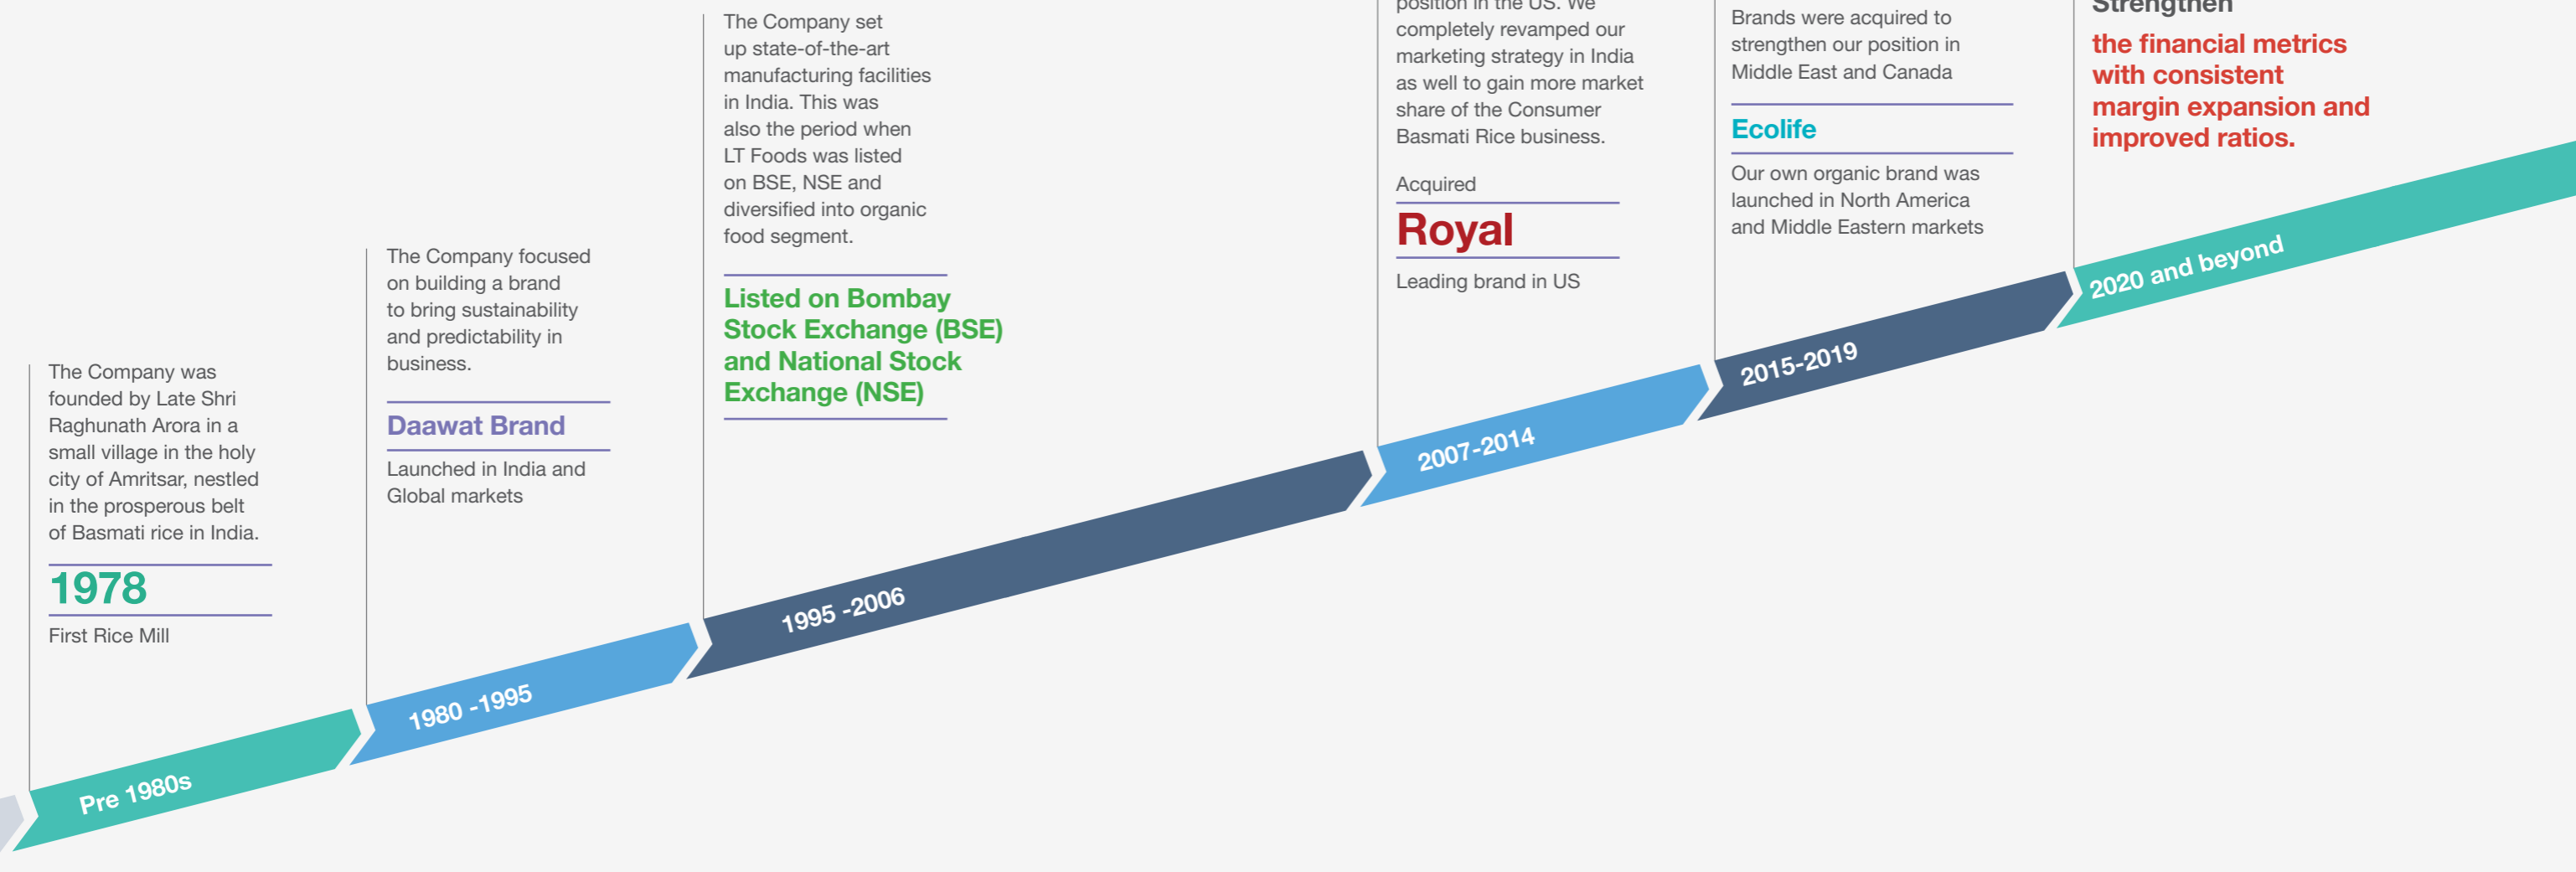 The Company was
founded by Late Shri
Raghunath Arora in a
small village in the holy
city of Amritsar, nestled
in the prosperous belt
of Basmati rice in India.
1978
First Rice Mill
Pre 1980s
The Company focused
on building a brand
to bring sustainability
and predictability in
business.
Daawat Brand
Launched in India and
Global markets
1980 -1995
The Company set
up state-of-the-art
manufacturing facilities
in India. This was
also the period when
LT Foods was listed
on BSE, NSE and
diversified into organic
food segment.
Listed on Bombay
Stock Exchange (BSE)
and National Stock
Exchange (NSE)
1995 -2006
position in the US. We
completely revamped our
marketing strategy in India
as well to gain more market
share of the Consumer
Basmati Rice business.
Acquired
Royal
Leading brand in US
2007-2014
Brands were acquired to
strengthen our position in
Middle East and Canada
Ecolife
Our own organic brand was
launched in North America
and Middle Eastern markets
2015-2019
Strengthen
the financial metrics
with consistent
margin expansion and
improved ratios.
2020 and beyond